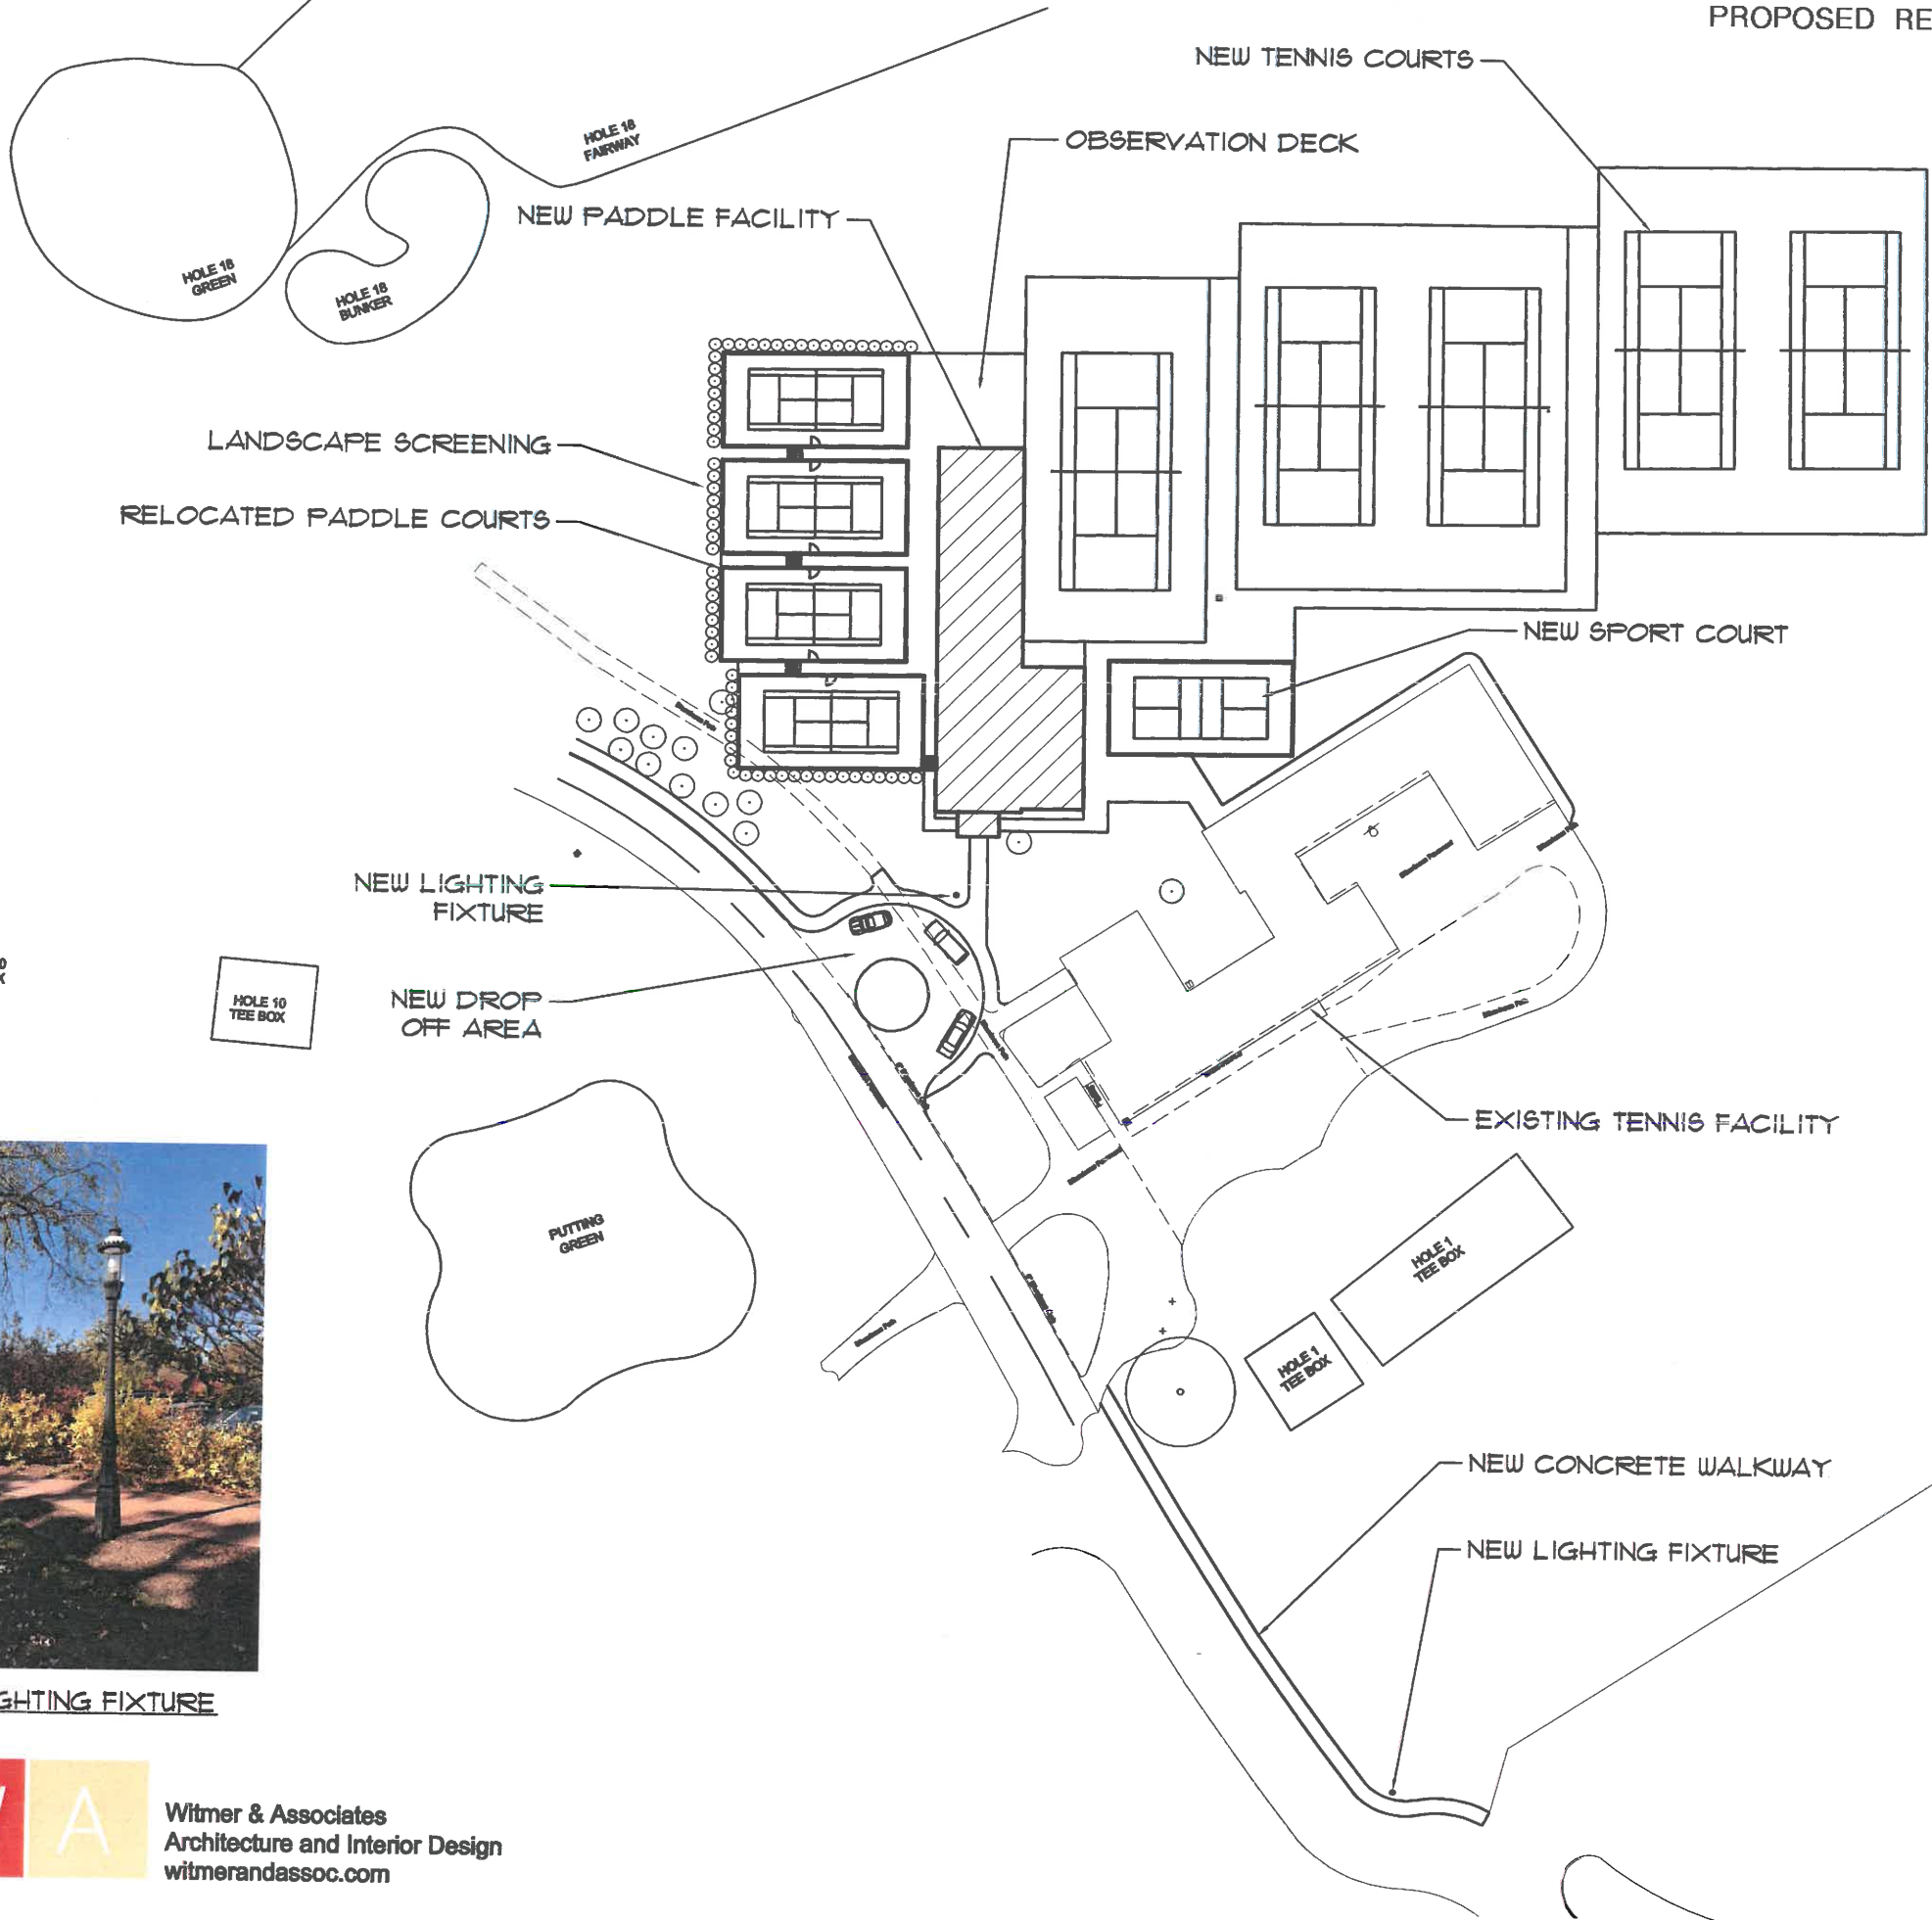 PROPOSED RE
NEW TENNIS COURTS
OBSERVATION DECK
HOLE 18
FAIRWAY
NEW PADDLE FACILITY
HOLE 18
GREEN
HOLE 18
BUNKER
LANDSCAPE SCREENING
RELOCATED PADDLE COURTS
NEW SPORT COURT
NEW LIGHTING
FIXTURE
HOLE 10
TEE BOX
NEW DROP
OFF AREA
EXISTING TENNIS FACILITY
PUTTING
GREEN
HOLE 1
TEE BOX
HOLE 1
TEE BOX
NEW CONCRETE WALKWAY
NEW LIGHTING FIXTURE
GHTING FIXTURE
A
Witmer & Associates
Architecture and Interior Design
witmerandassoc.com